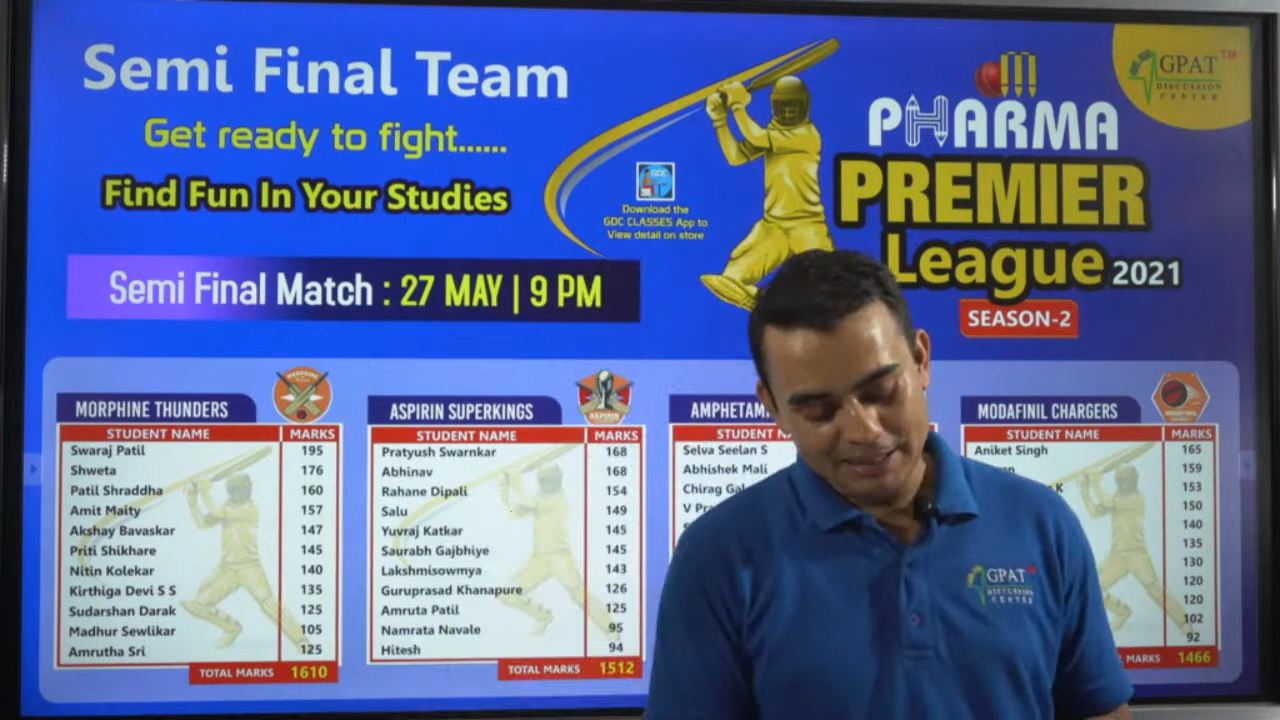 Semi Final Team
Get ready to fight......
Find Fun In Your Studies
Semi Final Match : 27 MAY | 9 PM
GDC
Download the
GDC CLASSES App to
View detail on store
PHARMA
PREMIER
League 2021
SEASON-2
GPAT TM
DISCUSSION
CENTER
MORPHINE THUNDERS
STUDENT NAME MARKS
Swaraj Patil 195
Shweta 176
Patil Shraddha 160
Amit Maity 157
Akshay Bavaskar 147
Priti Shikhare 145
Nitin Kolekar 140
Kirthiga Devi S S 135
Sudarshan Darak 125
Madhur Sewlikar 105
Amrutha Sri 125
TOTAL MARKS 1610
ASPIRIN SUPERKINGS
ASPIRIN
STUDENT NAME MARKS
Pratyush Swarnkar 168
Abhinav 168
Rahane Dipali 154
Salu 149
Yuvraj Katkar 145
Saurabh Gajbhiye 145
Lakshmisowmya 143
Guruprasad Khanapure 126
Amruta Patil 125
Namrata Navale 95
Hitesh 94
TOTAL MARKS 1512
AMPHETAM
STUDENT N
Selva Seelan S
Abhishek Mali
Chirag
MODAFINIL CHARGERS
MODAFINIL
STUDENT NAME MARKS
Aniket Singh 165
159
K 153
150
140
135
130
120
120
102
92
MARKS 1466
GPAT
DISCUSSION
CENTER